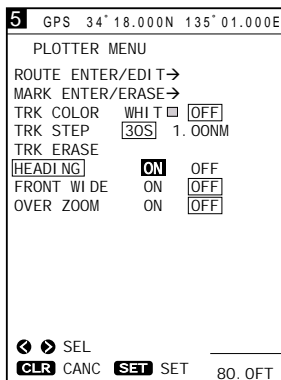 5 GPS 34°18.000N 135°01.000E
PLOTTER MENU
ROUTE ENTER/EDIT→
MARK ENTER/ERASE→
TRK COLOR WHIT OFF
TRK STEP 30S 1.00NM
TRK ERASE
HEADING ON OFF
FRONT WIDE ON OFF
OVER ZOOM ON OFF
SEL
CLR CANC SET SET 80.0FT